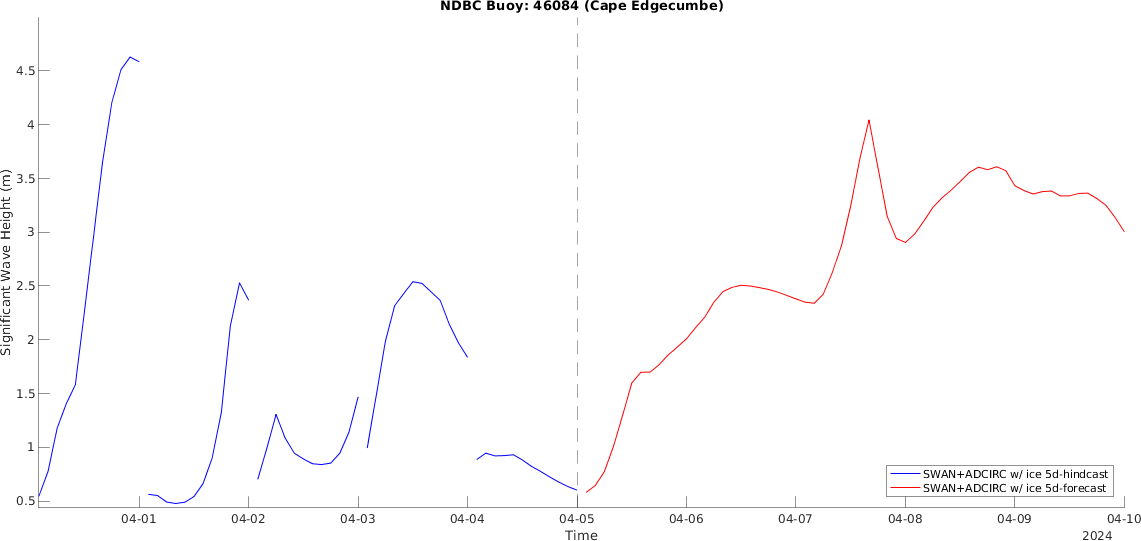 NDBC Buoy: 46084 (Cape Edgecumbe)
4.5
4
3.5
3
2.5
2
1.5
1
0.5
Significant Wave Height (m)
SWAN+ADCIRC w/ ice 5d-hindcast
SWAN+ADCIRC w/ ice 5d-forecast
04-01 04-02 04-03 04-04 04-05 04-06 04-07 04-08 04-09 04-10
Time
2024